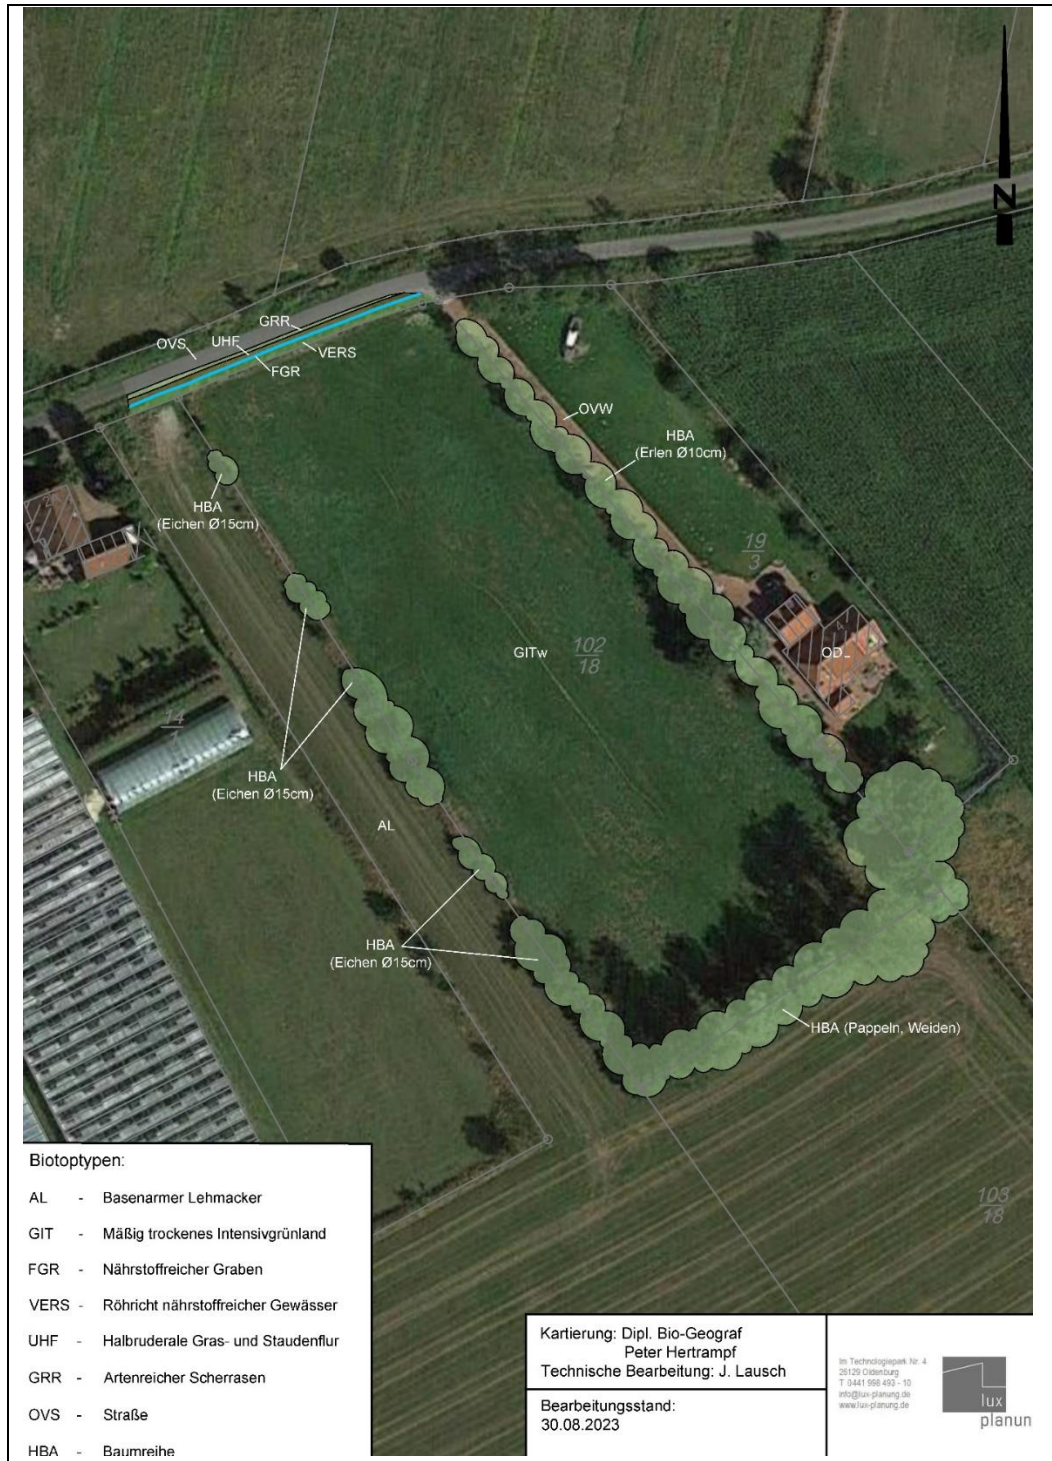 N
GRR
OVS
UHF
VERS
FGR
OVW
HBA
(Erlen Ø10cm)
HBA
(Eichen Ø15cm)
19
3
GITw
102
18
OD
14
HBA
(Eichen Ø15cm)
AL
HBA
(Eichen Ø15cm)
HBA (Pappeln, Weiden)
103
18
Biotoptypen:
AL - Basenarmer Lehmacker
GIT - Mäßig trockenes Intensivgrünland
FGR - Nährstoffreicher Graben
VERS - Röhricht nährstoffreicher Gewässer
UHF - Halbruderale Gras- und Staudenflur
GRR - Artenreicher Scherrasen
OVS - Straße
HBA - Baumreihe
Kartierung: Dipl. Bio-Geograf
Peter Hertrampf
Technische Bearbeitung: J. Lausch
Bearbeitungsstand:
30.08.2023
Im Technologiepark Nr. 4
26129 Oldenburg
T 0441 998 493 - 10
info@lux-planung.de
www.lux-planung.de
lux
planun